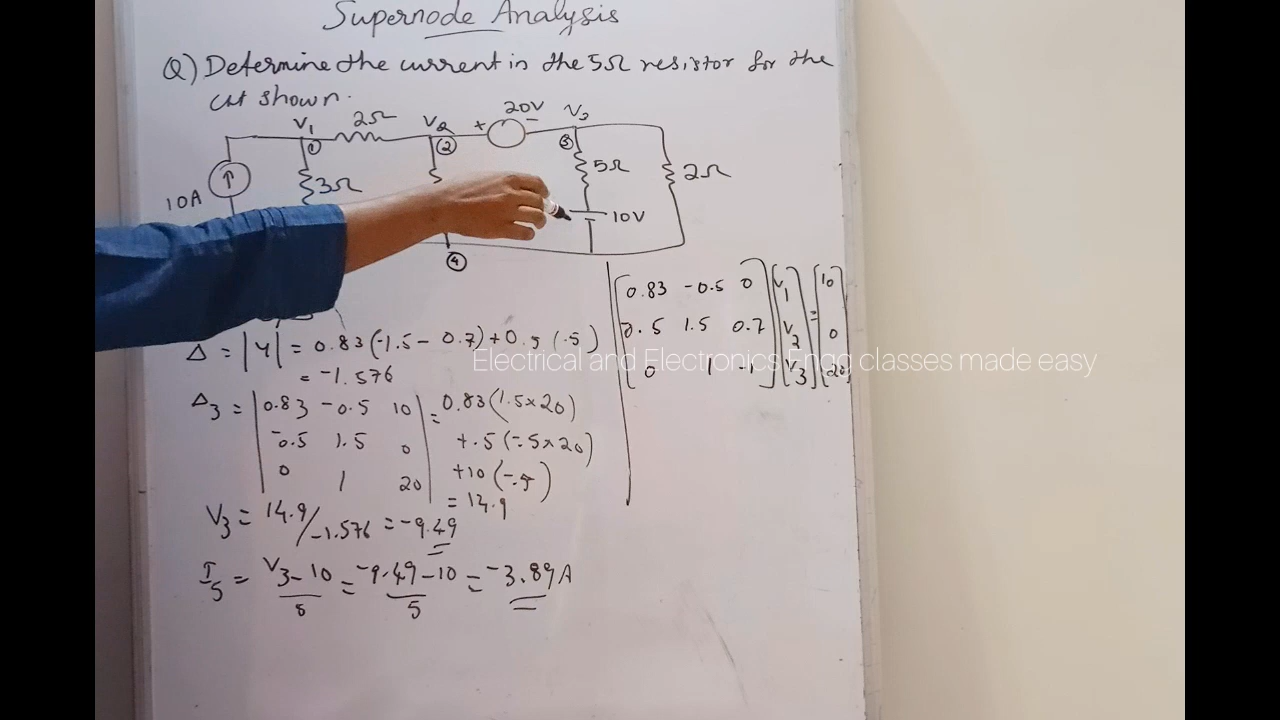 Supernode Analysis
Q) Determine the current in the 5Ω resistor for the
ckt shown.
V1 2Ω V2 + 20V - V3
① ② ③
10A 3Ω 5Ω 2Ω
10V
④
Δ = |Y| = 0.83(-1.5 - 0.7) + 0.5(.5)
= -1.576
Δ3 = | 0.83 -0.5 10 | = 0.83(1.5×20)
-0.5 1.5 0 +.5(-.5×20)
0 1 20 +10(-.5)
= 14.9
V3 = 14.9/-1.576 = -9.49
I5 = V3-10/5 = -9.49-10/5 = -3.89A
0.83 -0.5 0 V1 = 10
.5 1.5 0.7 V2 0
0 1 -1 V3 20
Electrical and Electronics Engg classes made easy